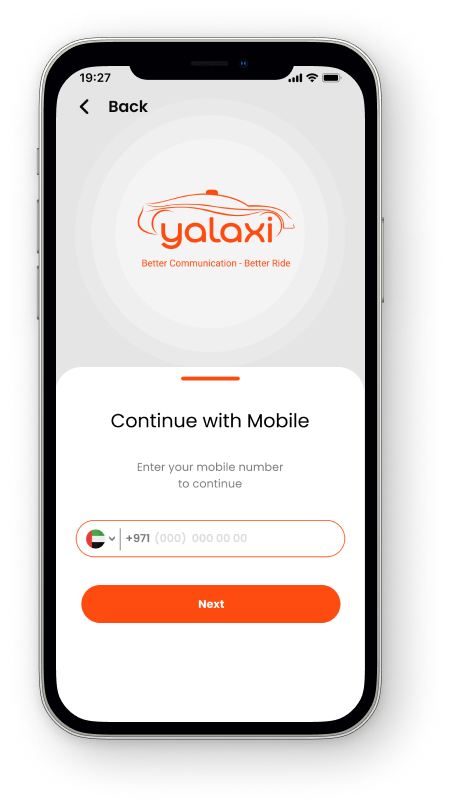 19:27
Back
yalaxi
Better Communication - Better Ride
Continue with Mobile
Enter your mobile number
to continue
+971 (000) 000 00 00
Next